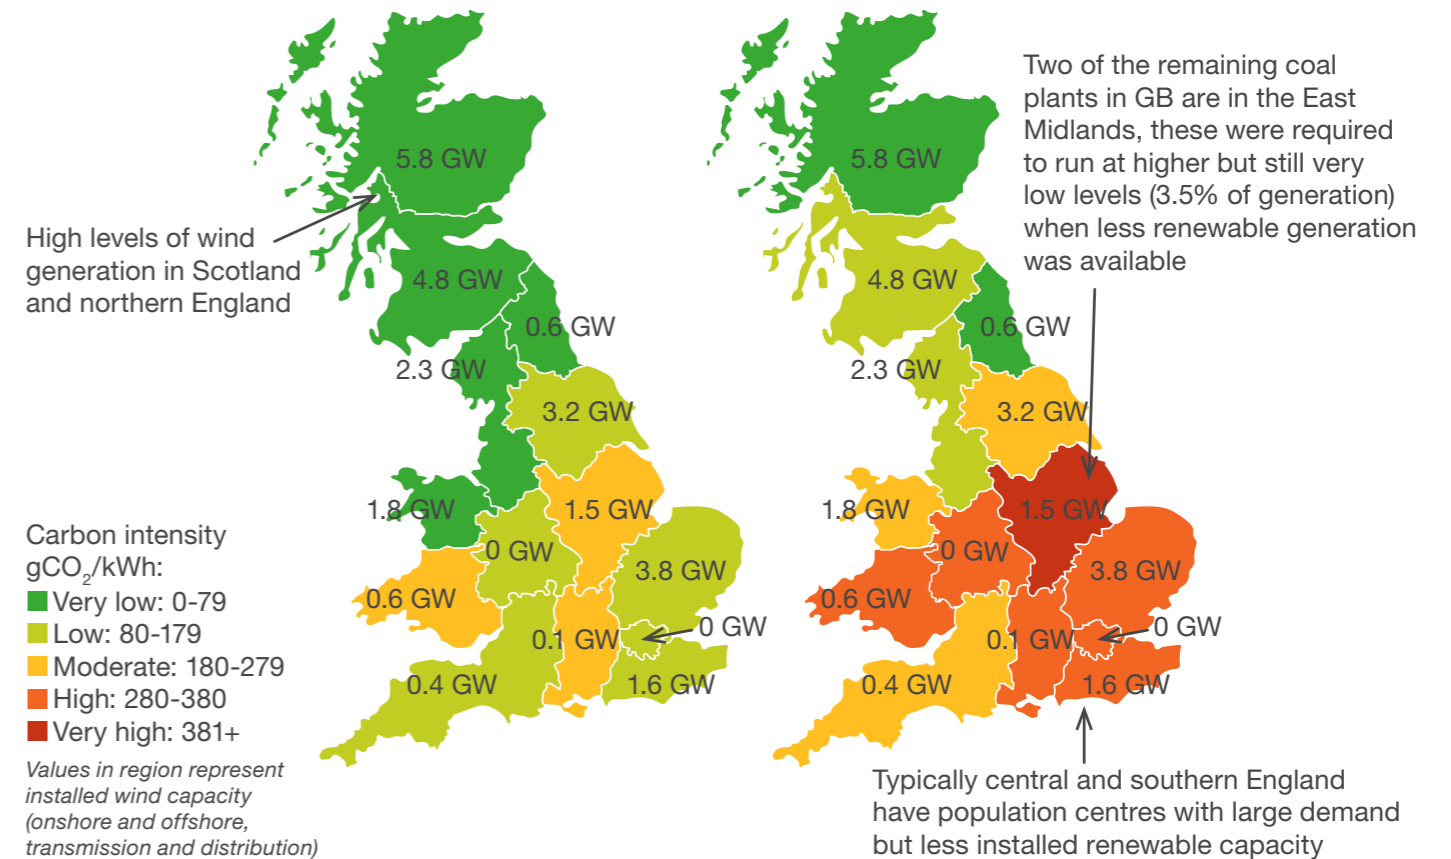 Two of the remaining coal
plants in GB are in the East
Midlands, these were required
to run at higher but still very
low levels (3.5% of generation)
when less renewable generation
was available
High levels of wind
generation in Scotland
and northern England
5.8 GW
4.8 GW
0.6 GW
2.3 GW
3.2 GW
1.8 GW
1.5 GW
0 GW
3.8 GW
0.6 GW
0 GW
0.1 GW
0.4 GW
1.6 GW
5.8 GW
4.8 GW
0.6 GW
2.3 GW
3.2 GW
1.8 GW
1.5 GW
0 GW
3.8 GW
0.6 GW
0 GW
0.1 GW
0.4 GW
1.6 GW
Carbon intensity
gCO₂/kWh:
Very low: 0-79
Low: 80-179
Moderate: 180-279
High: 280-380
Very high: 381+
Values in region represent
installed wind capacity
(onshore and offshore,
transmission and distribution)
Typically central and southern England
have population centres with large demand
but less installed renewable capacity